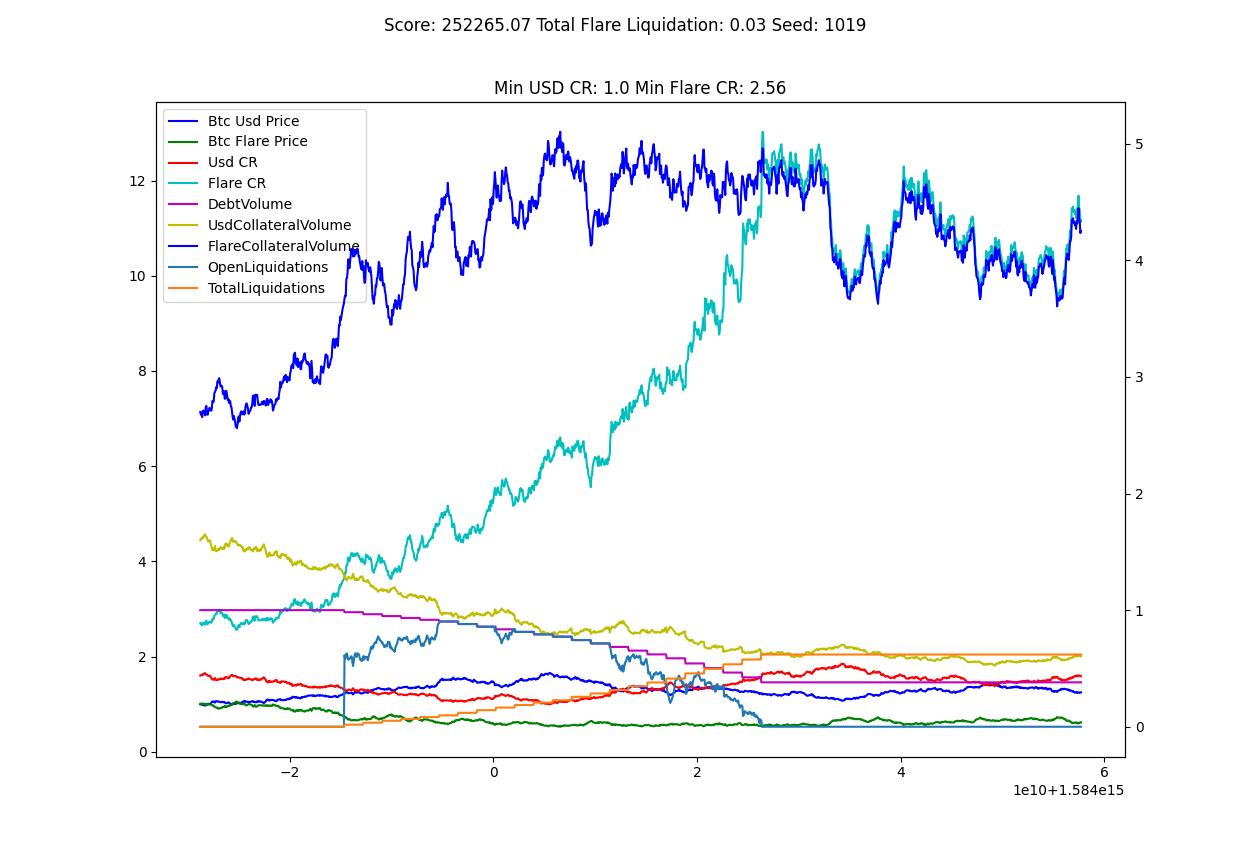 Score: 252265.07 Total Flare Liquidation: 0.03 Seed: 1019
Min USD CR: 1.0 Min Flare CR: 2.56
Btc Usd Price
Btc Flare Price
Usd CR
Flare CR
DebtVolume
UsdCollateralVolume
FlareCollateralVolume
OpenLiquidations
TotalLiquidations
12
10
8
6
4
2
0
5
4
3
2
1
0
−2 0 2 4 6
1e10+1.584e15